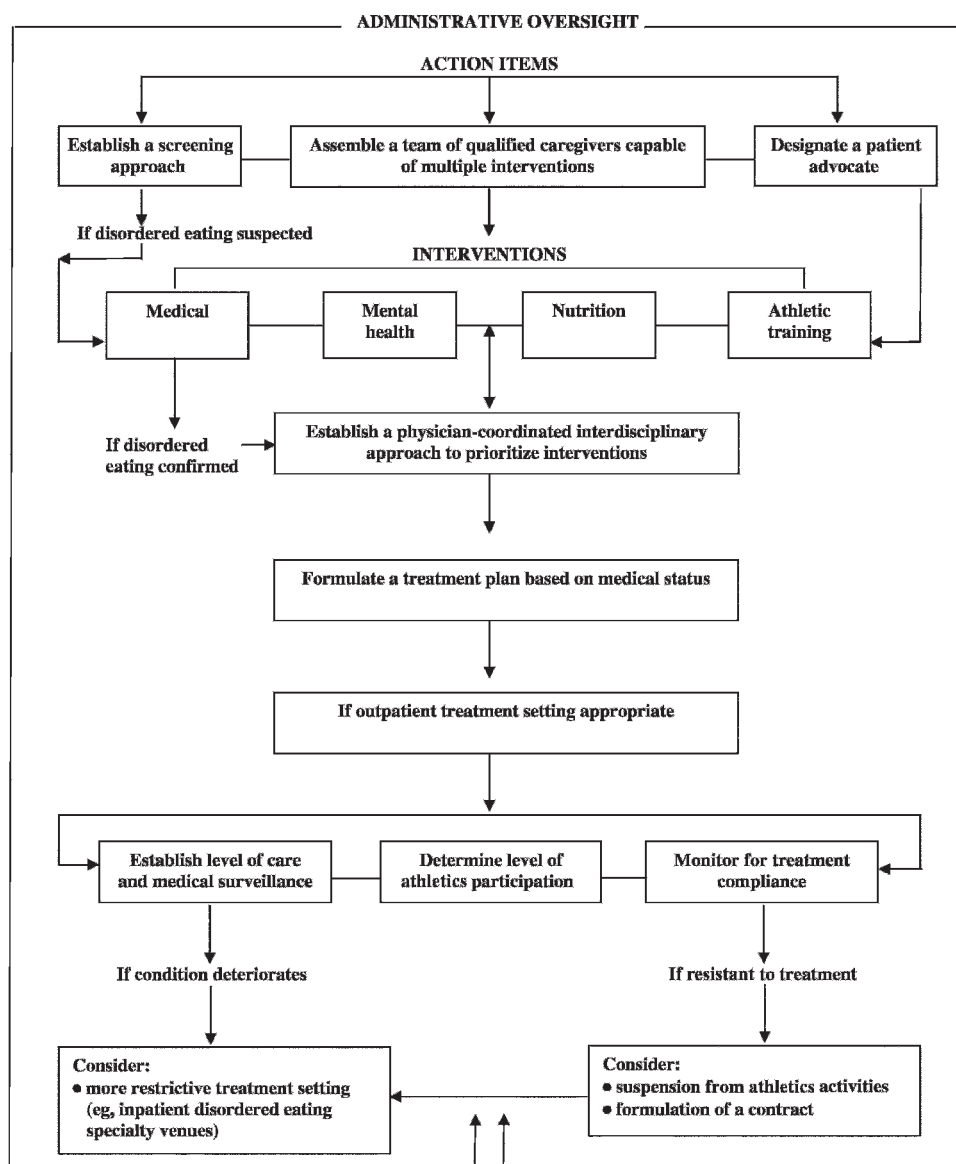 ADMINISTRATIVE OVERSIGHT
ACTION ITEMS
Establish a screening
approach
Assemble a team of qualified caregivers capable
of multiple interventions
Designate a patient
advocate
If disordered eating suspected
INTERVENTIONS
Medical
Mental
health
Nutrition
Athletic
training
If disordered
eating confirmed
Establish a physician-coordinated interdisciplinary
approach to prioritize interventions
Formulate a treatment plan based on medical status
If outpatient treatment setting appropriate
Establish level of care
and medical surveillance
Determine level of
athletics participation
Monitor for treatment
compliance
If condition deteriorates
If resistant to treatment
Consider:
• more restrictive treatment setting
(eg, inpatient disordered eating
specialty venues)
Consider:
• suspension from athletics activities
• formulation of a contract